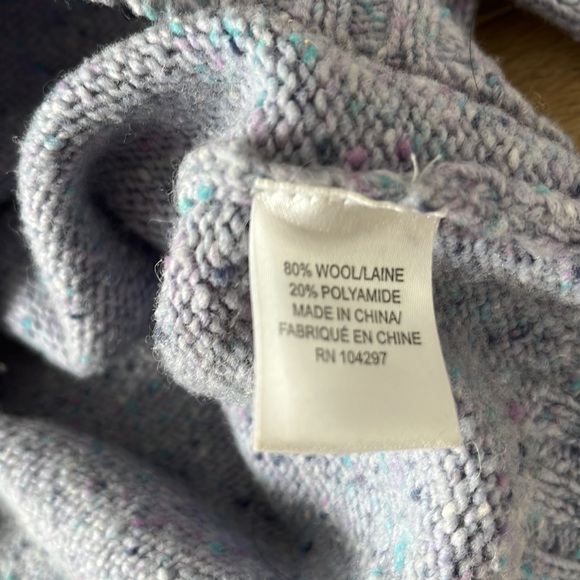 80% WOOL/LAINE
20% POLYAMIDE
MADE IN CHINA/
FABRIQUÉ EN CHINE
RN 104297